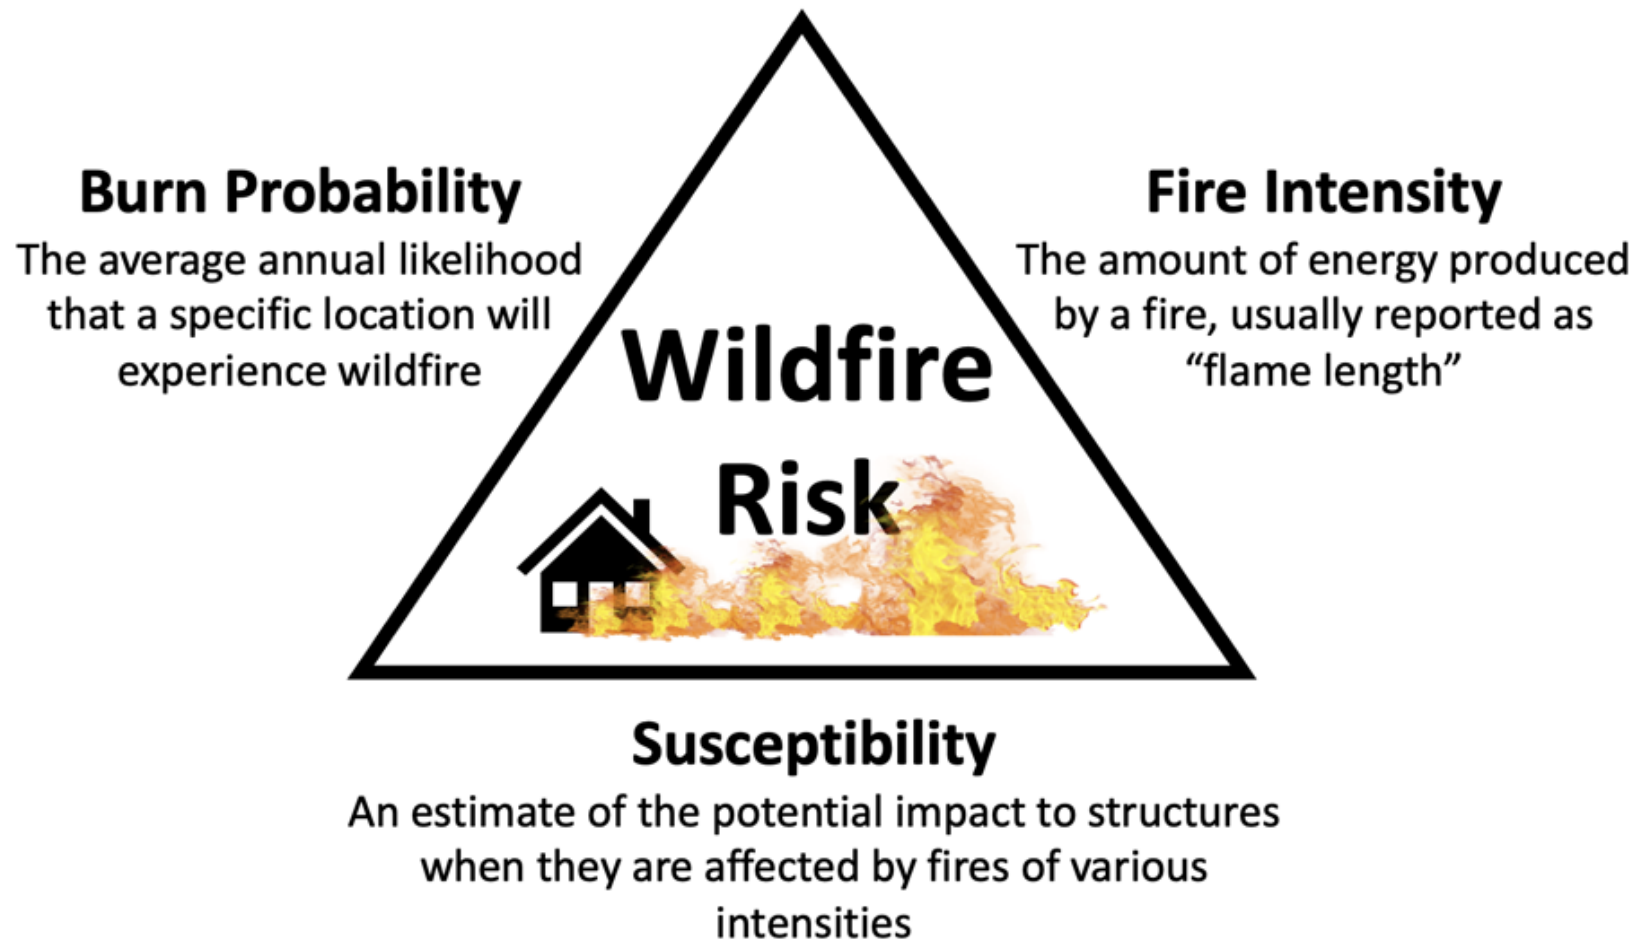 Burn Probability
The average annual likelihood
that a specific location will
experience wildfire
Fire Intensity
The amount of energy produced
by a fire, usually reported as
“flame length”
Wildfire
Risk
Susceptibility
An estimate of the potential impact to structures
when they are affected by fires of various
intensities